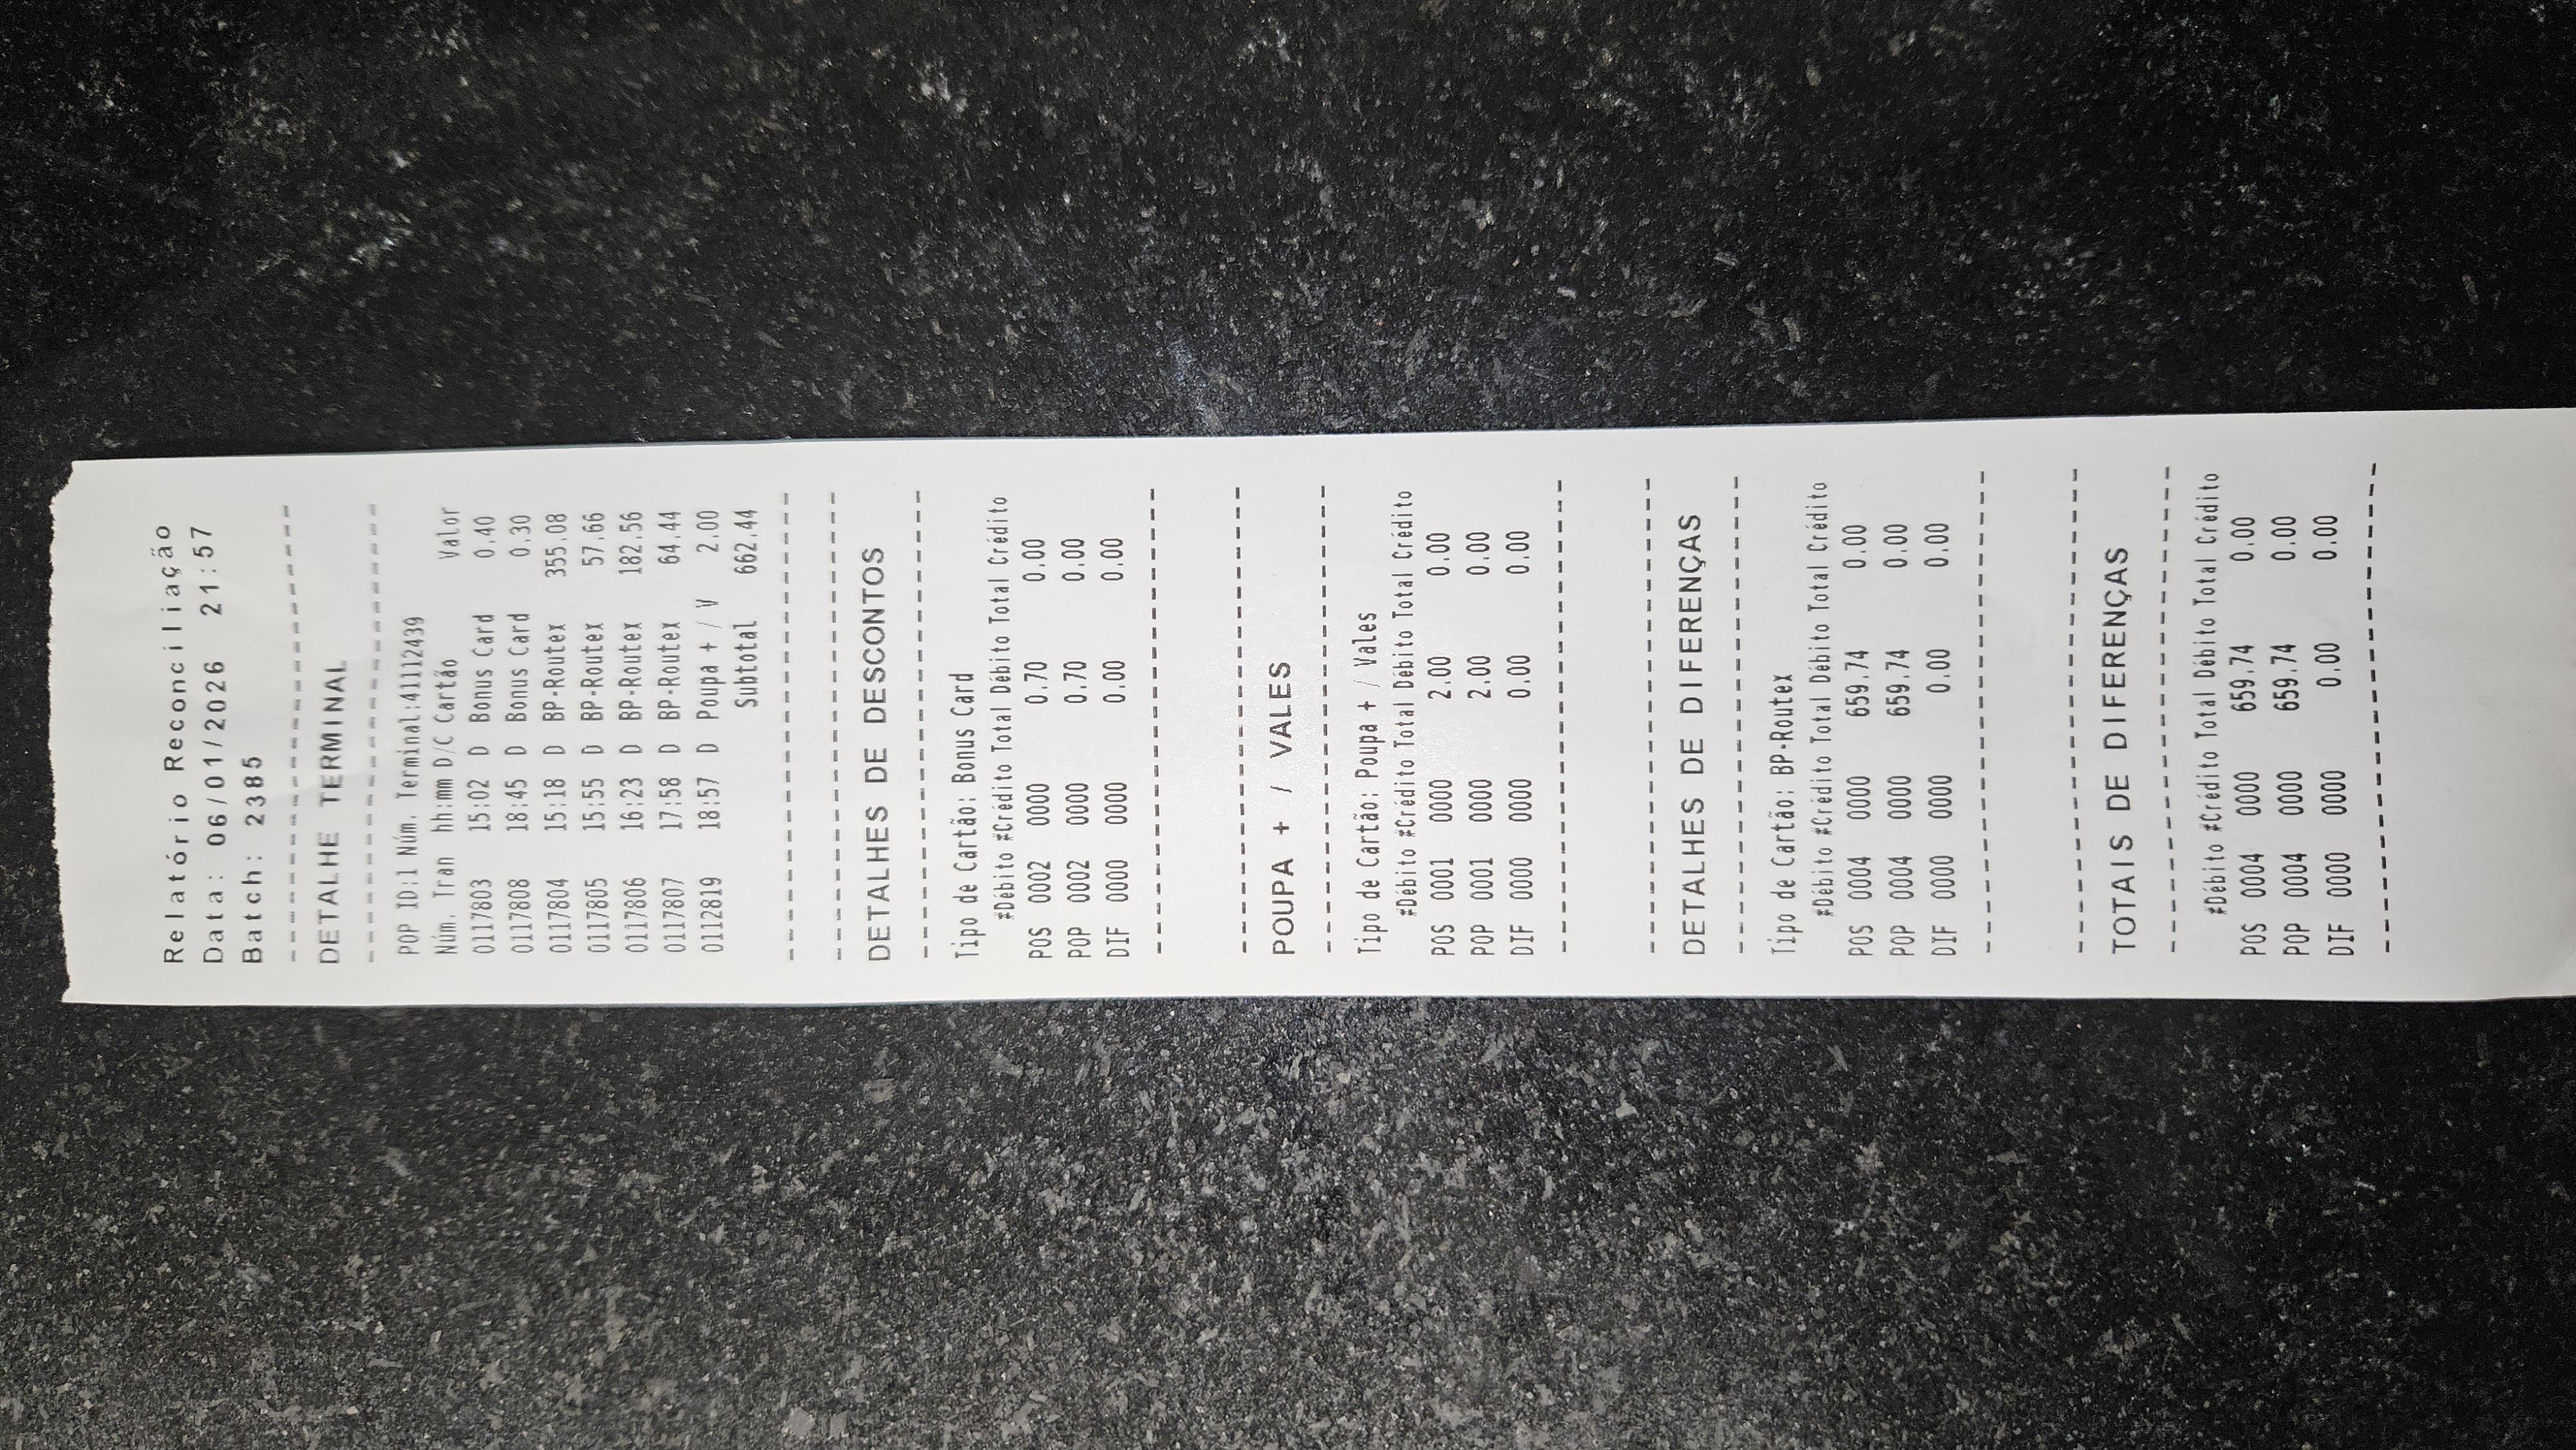 Relatório Reconciliação
Data: 06/01/2026 21:57
Batch: 2385
-----------------------
DETALHE TERMINAL
-----------------------
POP ID:1 Núm. Terminal:41112439
Núm. Tran hh:mm D/C Cartão Valor
0117803 15:02 D Bonus Card 0.40
0117808 18:45 D Bonus Card 0.30
0117804 15:18 D BP-Routex 355.08
0117805 15:55 D BP-Routex 57.66
0117806 16:23 D BP-Routex 182.56
0117807 17:58 D BP-Routex 64.44
0112819 18:57 D Poupa + / V 2.00
Subtotal 662.44
-----------------------
-----------------------
DETALHES DE DESCONTOS
-----------------------
Tipo de Cartão: Bonus Card
#Débito #Crédito Total Débito Total Crédito
POS 0002 0000 0.70 0.00
POP 0002 0000 0.70 0.00
DIF 0000 0000 0.00 0.00
-----------------------
-----------------------
POUPA + / VALES
-----------------------
Tipo de Cartão: Poupa + / Vales
#Débito #Crédito Total Débito Total Crédito
POS 0001 0000 2.00 0.00
POP 0001 0000 2.00 0.00
DIF 0000 0000 0.00 0.00
-----------------------
-----------------------
DETALHES DE DIFERENÇAS
-----------------------
Tipo de Cartão: BP-Routex
#Débito #Crédito Total Débito Total Crédito
POS 0004 0000 659.74 0.00
POP 0004 0000 659.74 0.00
DIF 0000 0000 0.00 0.00
-----------------------
-----------------------
TOTAIS DE DIFERENÇAS
-----------------------
#Débito #Crédito Total Débito Total Crédito
POS 0004 0000 659.74 0.00
POP 0004 0000 659.74 0.00
DIF 0000 0000 0.00 0.00
-----------------------